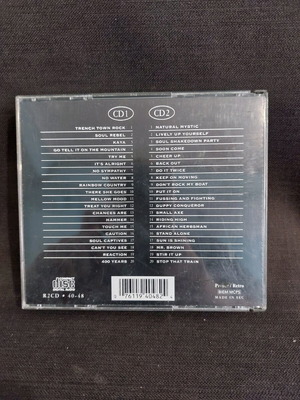 CD1
TRENCH TOWN ROCK
SOUL REBEL
KAYA
GO TELL IT ON THE MOUNTAIN
TRY ME
IT'S ALRIGHT
NO SYMPATHY
NO WATER
RAINBOW COUNTRY
THERE SHE GOES
MELLOW MOOD
TREAT YOU RIGHT
CHANCES ARE
HAMMER
TOUCH ME
CAUTION
SOUL CAPTIVES
CAN'T YOU SEE
REACTION
400 YEARS
CD2
NATURAL MYSTIC
LIVELY UP YOURSELF
SOUL SHAKEDOWN PARTY
SOON COME
CHEER UP
BACK OUT
DO IT TWICE
KEEP ON MOVING
DON'T ROCK MY BOAT
PUT IT ON
FUSSING AND FIGHTING
DUPPY CONQUEROR
SMALL AXE
RIDING HIGH
AFRICAN HERBSMAN
STAND ALONE
SUN IS SHINING
MR. BROWN
STIR IT UP
STOP THAT TRAIN
R2CD • 40-48
76119 40482
Retro
MADE IN EEC